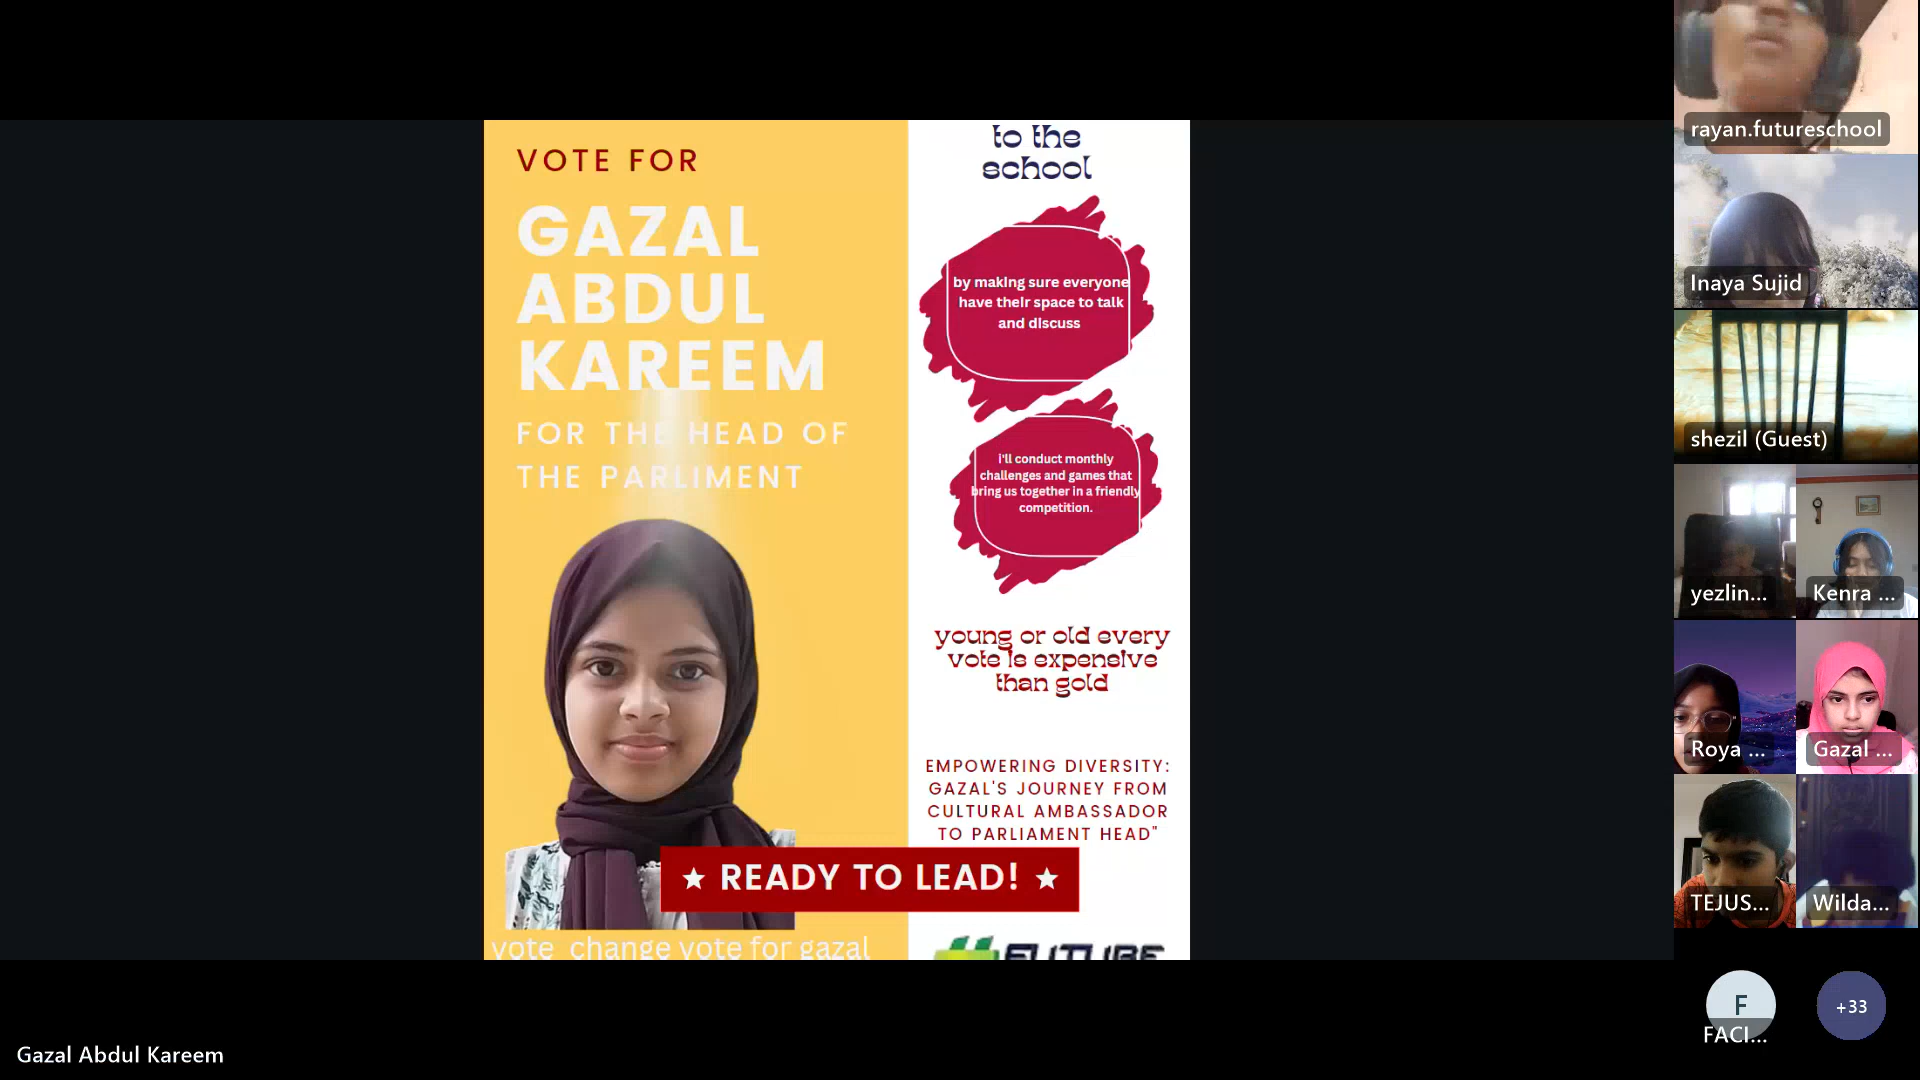 VOTE FOR
GAZAL
ABDUL
KAREEM
FOR THE HEAD OF
THE PARLIMENT
vote change vote for gazal
to the
school
by making sure everyone
have their space to talk
and discuss
i'll conduct monthly
challenges and games that
bring us together in a friendly
competition.
young or old every
vote is expensive
than gold
EMPOWERING DIVERSITY:
GAZAL'S JOURNEY FROM
CULTURAL AMBASSADOR
TO PARLIAMENT HEAD"
★ READY TO LEAD! ★
FUTURE
Gazal Abdul Kareem
rayan.futureschool
Inaya Sujid
shezil (Guest)
yezlin...
Kenra ...
Roya ...
Gazal ...
TEJUS...
Wilda...
F
FACI...
+33